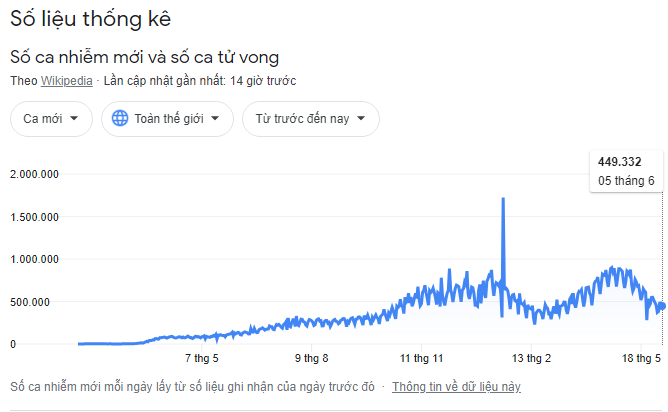 Số liệu thống kê
Số ca nhiễm mới và số ca tử vong
Theo Wikipedia · Lần cập nhật gần nhất: 14 giờ trước
Ca mới Toàn thế giới Từ trước đến nay
449.332
05 tháng 6
2.000.000
1.500.000
1.000.000
500.000
0
7 thg 5 9 thg 8 11 thg 11 13 thg 2 18 thg 5
Số ca nhiễm mới mỗi ngày lấy từ số liệu ghi nhận của ngày trước đó · Thông tin về dữ liệu này